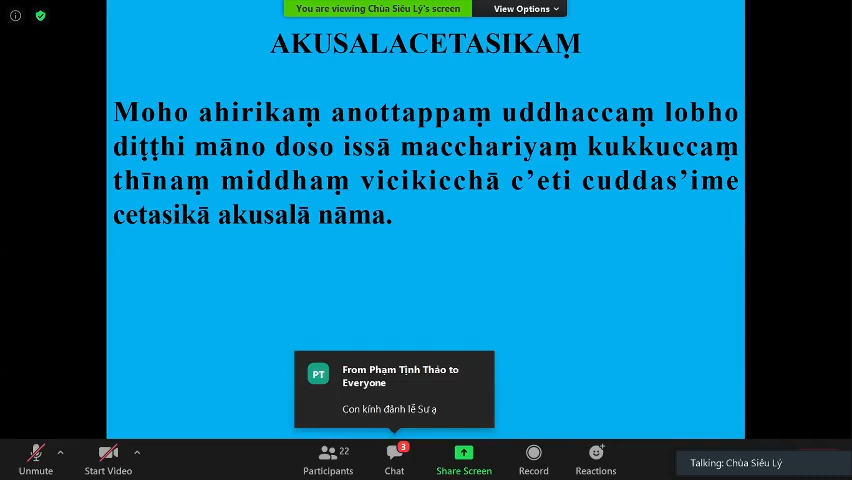 You are viewing Chùa Siêu Lý's screen
View Options
AKUSALACETASIKAṂ
Moho ahirikaṃ anottappaṃ uddhaccaṃ lobho
diṭṭhi māno doso issā macchariyaṃ kukkuccaṃ
thīnaṃ middhaṃ vicikicchā c’eti cuddas’ime
cetasikā akusalā nāma.
PT
From Phạm Tịnh Thảo to
Everyone
Con kính đảnh lễ Sư ạ
22
3
Unmute
Start Video
Participants
Chat
Share Screen
Record
Reactions
Talking: Chùa Siêu Lý